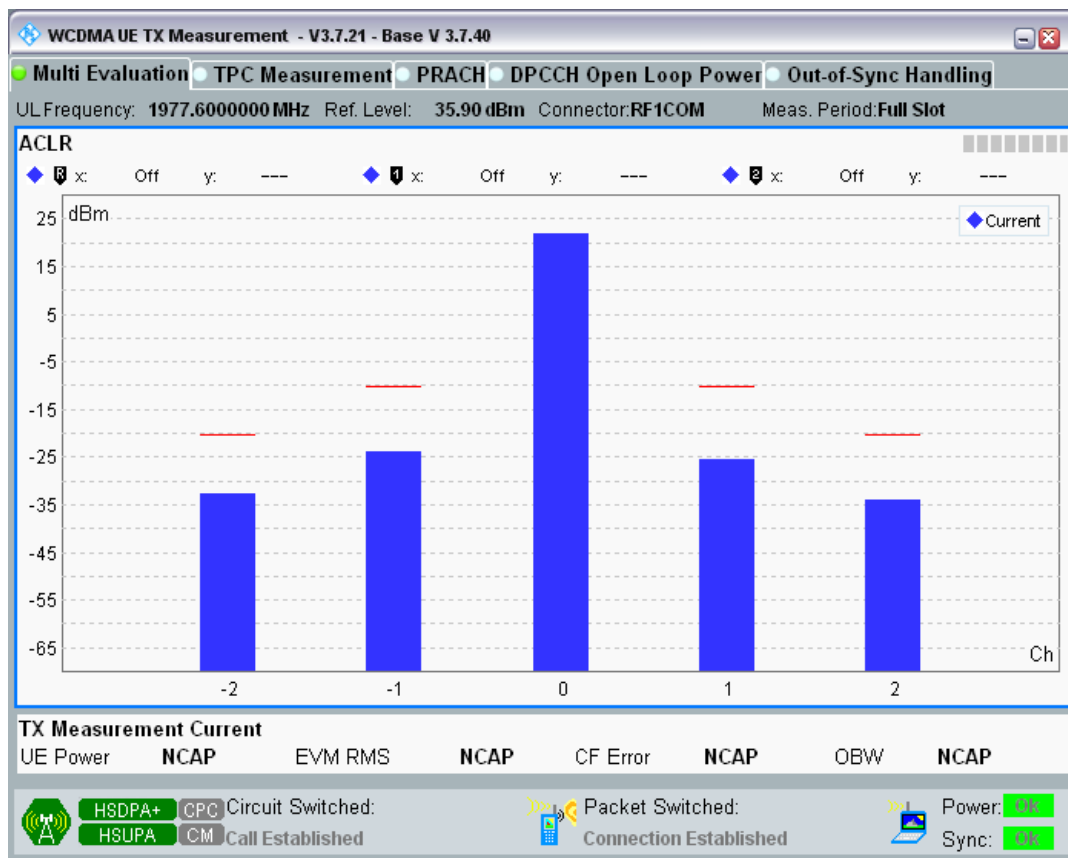 WCDMA UE TX Measurement - V3.7.21 - Base V 3.7.40
Multi Evaluation TPC Measurement PRACH DPCCH Open Loop Power Out-of-Sync Handling
UL Frequency: 1977.6000000 MHz Ref. Level: 35.90 dBm Connector:RF1COM Meas. Period:Full Slot
ACLR
R x: Off y: --- 1 x: Off y: --- 2 x: Off y: ---
dBm
Current
25
15
5
-5
-15
-25
-35
-45
-55
-65
Ch
-2 -1 0 1 2
TX Measurement Current
UE Power NCAP EVM RMS NCAP CF Error NCAP OBW NCAP
HSDPA+ CPC Circuit Switched: Packet Switched: Power: OK
HSUPA CM Call Established Connection Established Sync: OK